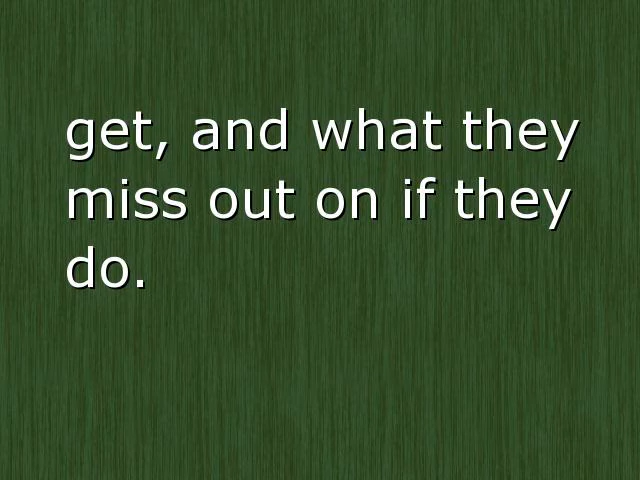 get, and what they
miss out on if they
do.